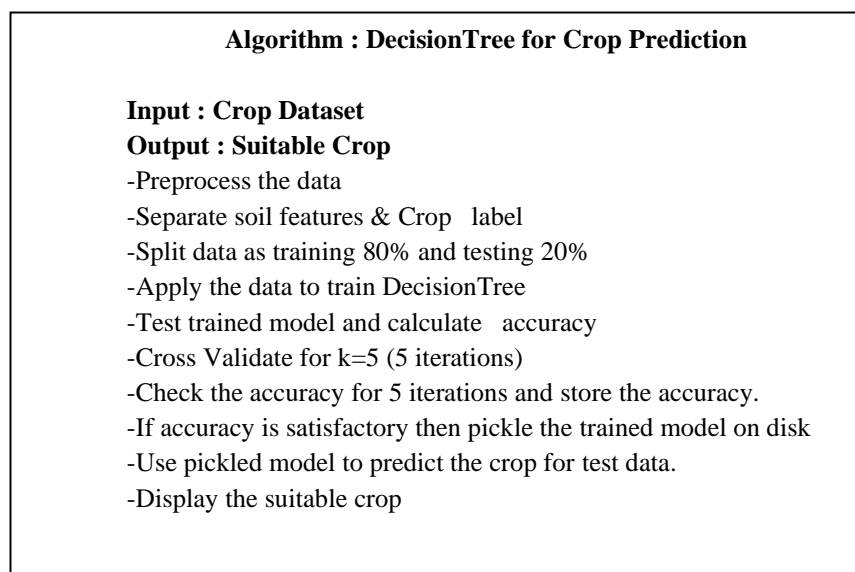 Algorithm : DecisionTree for Crop Prediction
Input : Crop Dataset
Output : Suitable Crop
-Preprocess the data
-Separate soil features & Crop label
-Split data as training 80% and testing 20%
-Apply the data to train DecisionTree
-Test trained model and calculate accuracy
-Cross Validate for k=5 (5 iterations)
-Check the accuracy for 5 iterations and store the accuracy.
-If accuracy is satisfactory then pickle the trained model on disk
-Use pickled model to predict the crop for test data.
-Display the suitable crop